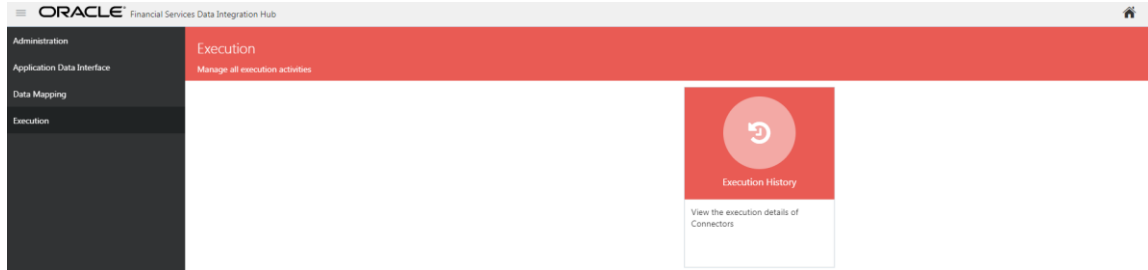 ORACLE® Financial Services Data Integration Hub
Administration
Application Data Interface
Data Mapping
Execution
Execution
Manage all execution activities
Execution History
View the execution details of
Connectors